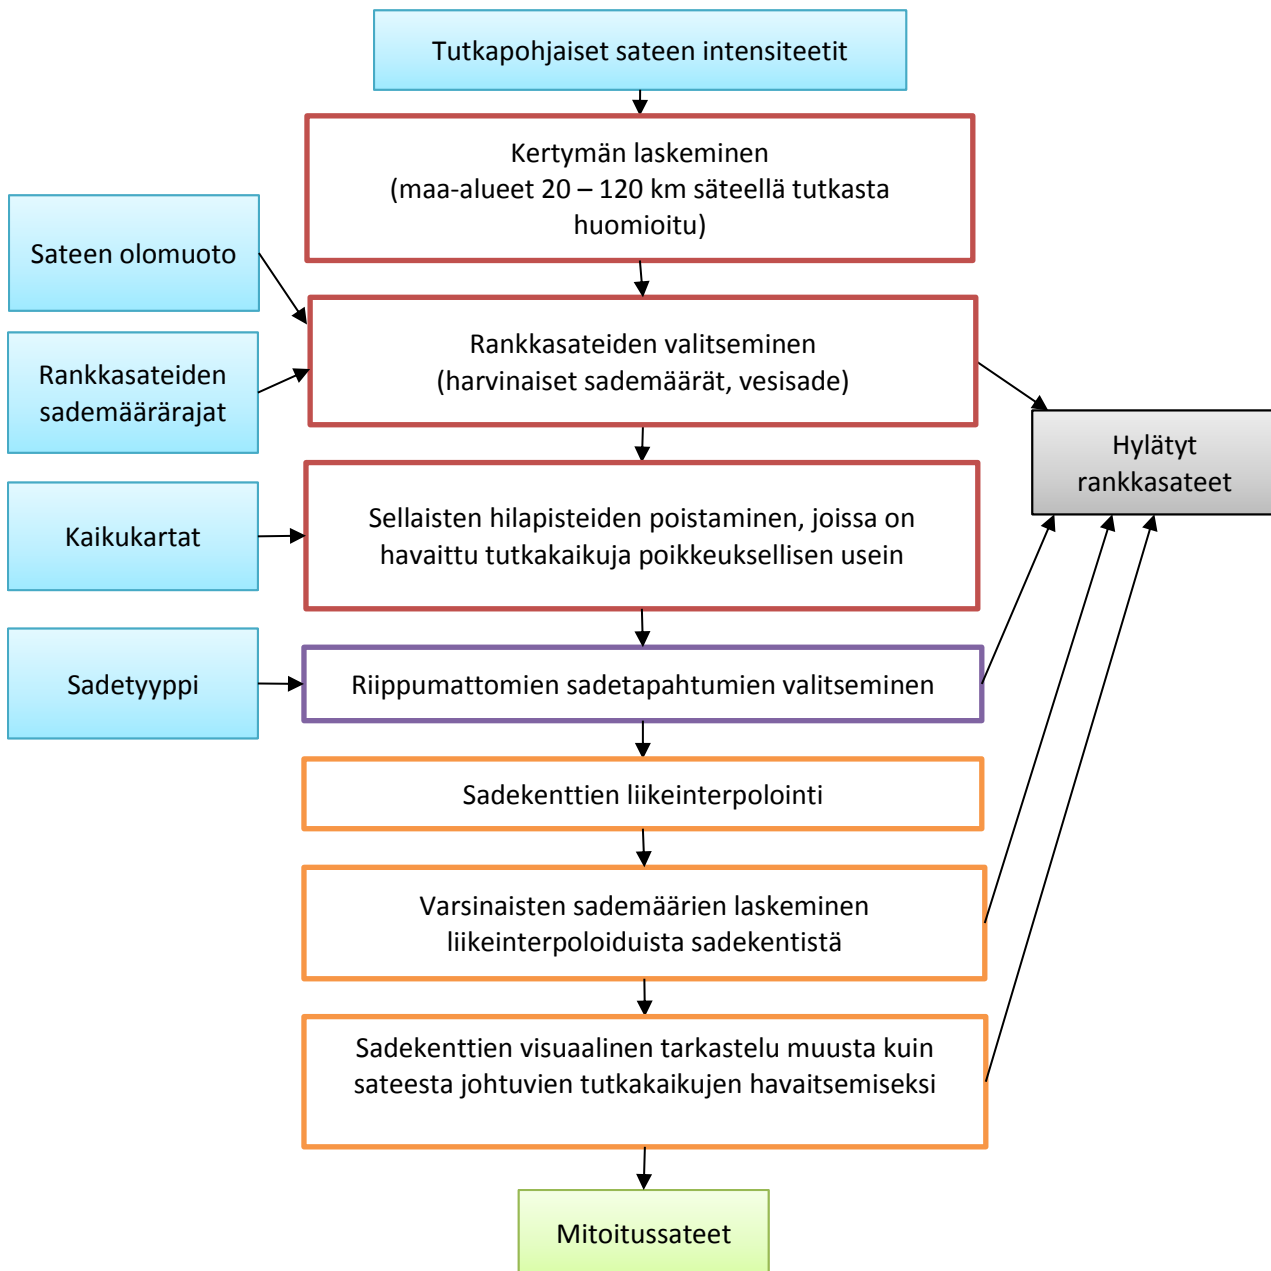 Tutkapohjaiset sateen intensiteetit
Kertymän laskeminen
(maa-alueet 20 – 120 km säteellä tutkasta
huomioitu)
Sateen olomuoto
Rankkasateiden valitseminen
(harvinaiset sademäärät, vesisade)
Rankkasateiden
sademäärärajat
Hylätyt
rankkasateet
Kaikukartat
Sellaisten hilapisteiden poistaminen, joissa on
havaittu tutkakaikuja poikkeuksellisen usein
Sadetyyppi
Riippumattomien sadetapahtumien valitseminen
Sadekenttien liikeinterpolointi
Varsinaisten sademäärien laskeminen
liikeinterpoloiduista sadekentistä
Sadekenttien visuaalinen tarkastelu muusta kuin
sateesta johtuvien tutkakaikujen havaitsemiseksi
Mitoitussateet